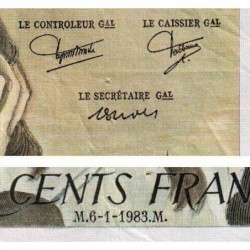 LE CONTROLEUR GAL LE CAISSIER GAL
LE SECRÉTAIRE GAL
CENTS FRAN
M.6-1-1983.M.